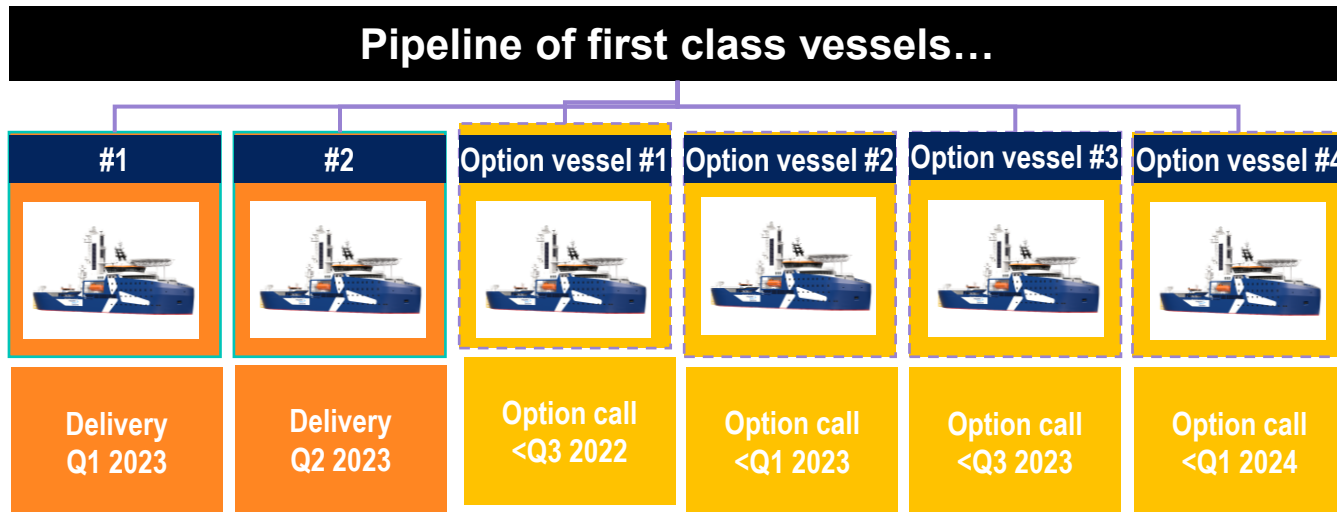 Pipeline of first class vessels…
#1
#2
Option vessel #1
Option vessel #2
Option vessel #3
Option vessel #4
Delivery
Q1 2023
Delivery
Q2 2023
Option call
<Q3 2022
Option call
<Q1 2023
Option call
<Q3 2023
Option call
<Q1 2024